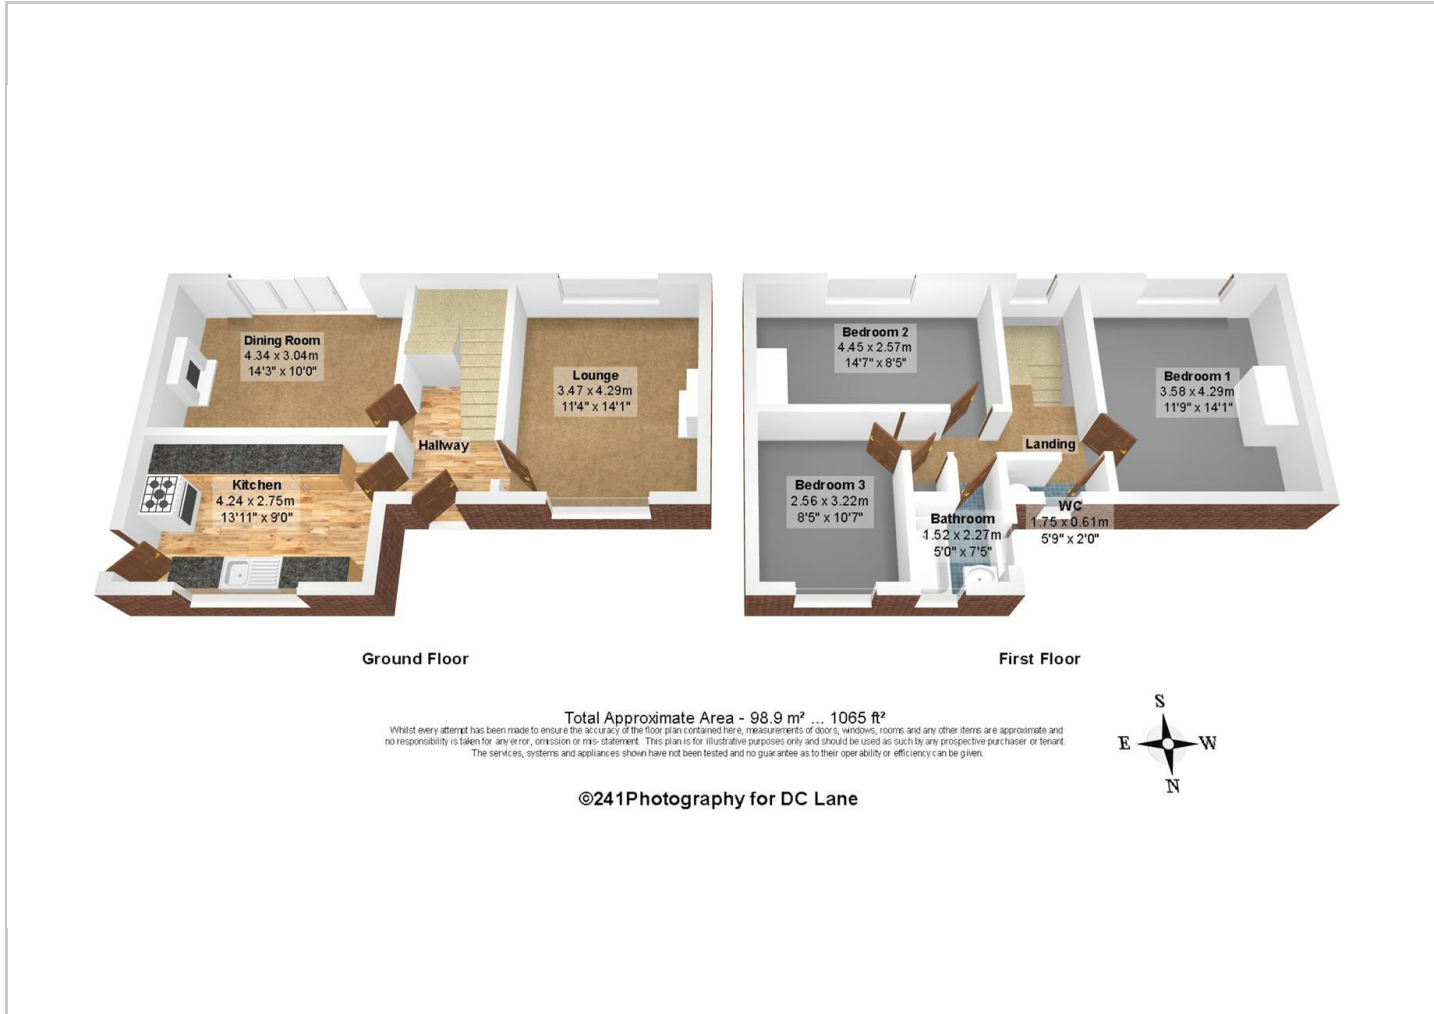 Dining Room
4.34 x 3.04m
14'3" x 10'0"
Lounge
3.47 x 4.29m
11'4" x 14'1"
Hallway
Kitchen
4.24 x 2.75m
13'11" x 9'0"
Bedroom 2
4.45 x 2.57m
14'7" x 8'5"
Bedroom 1
3.58 x 4.29m
11'9" x 14'1"
Landing
Bedroom 3
2.56 x 3.22m
8'5" x 10'7"
Bathroom
1.52 x 2.27m
5'0" x 7'5"
WC
1.75 x 0.61m
5'9" x 2'0"
Ground Floor
First Floor
Total Approximate Area - 98.9 m² ... 1065 ft²
Whilst every attempt has been made to ensure the accuracy of the floor plan contained here, measurements of doors, windows, rooms and any other items are approximate and
no responsibility is taken for any error, omission or mis-statement. This plan is for illustrative purposes only and should be used as such by any prospective purchaser or tenant.
The services, systems and appliances shown have not been tested and no guarantee as to their operability or efficiency can be given.
©241Photography for DC Lane
S
E W
N